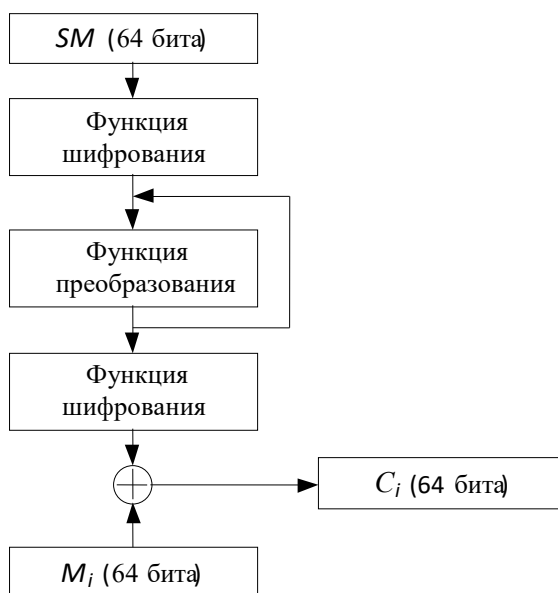 SM (64 бита)
Функция
шифрования
Функция
преобразования
Функция
шифрования
C_i (64 бита)
M_i (64 бита)